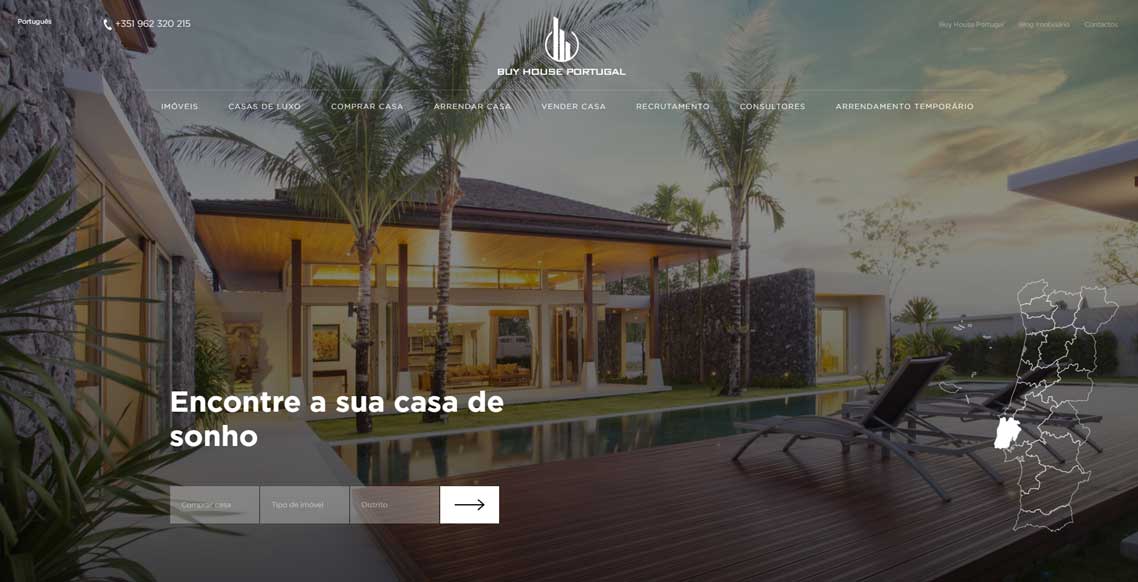 Português
+351 962 320 215
BUY HOUSE PORTUGAL
Buy House Portugal Blog Imobiliário Contactos
IMÓVEIS CASAS DE LUXO COMPRAR CASA ARRENDAR CASA VENDER CASA RECRUTAMENTO CONSULTORES ARRENDAMENTO TEMPORÁRIO
Encontre a sua casa de
sonho
Comprar casa Tipo de imóvel Distrito